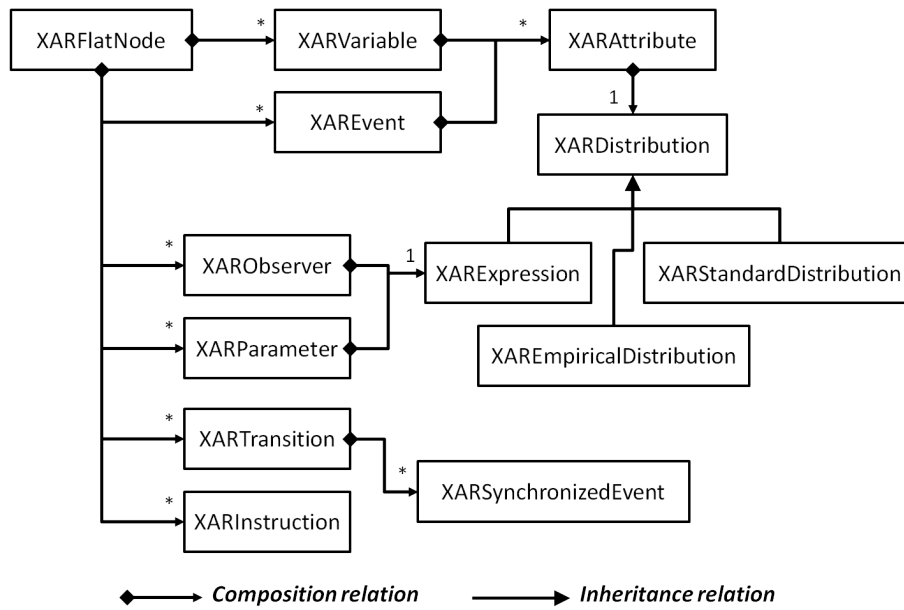 XARFlatNode
*
XARVariable
*
XARAttribute
*
XAREvent
1
XARDistribution
*
XARObserver
1
XARExpression
XARStandardDistribution
*
XARParameter
XAREmpiricalDistribution
*
XARTransition
*
XARSynchronizedEvent
*
XARInstruction
Composition relation
Inheritance relation